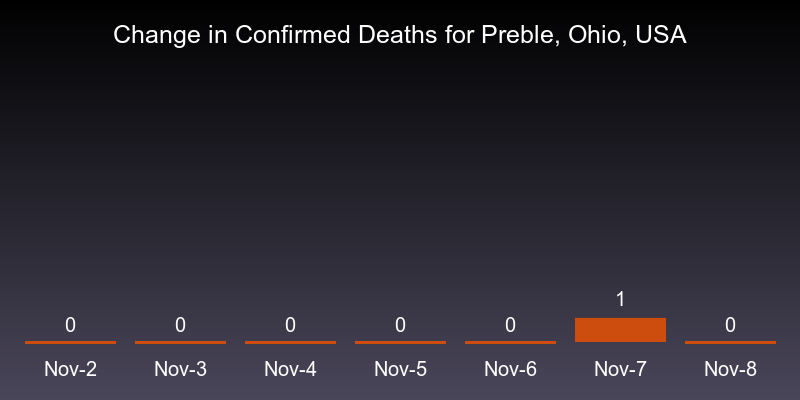 Change in Confirmed Deaths for Preble, Ohio, USA
1
0 0 0 0 0 0
Nov-2 Nov-3 Nov-4 Nov-5 Nov-6 Nov-7 Nov-8